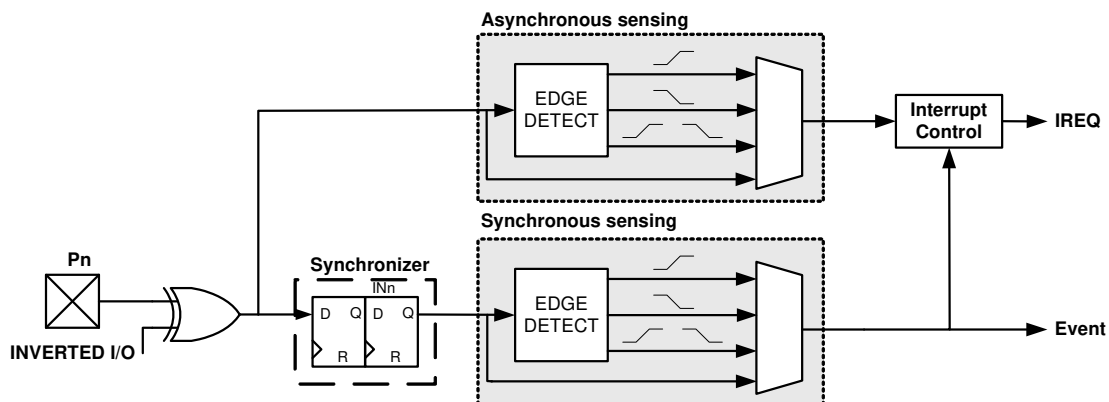 Asynchronous sensing
EDGE
DETECT
Interrupt
Control
IREQ
Synchronous sensing
Pn
Synchronizer
INn
D Q D Q
R R
EDGE
DETECT
INVERTED I/O
Event